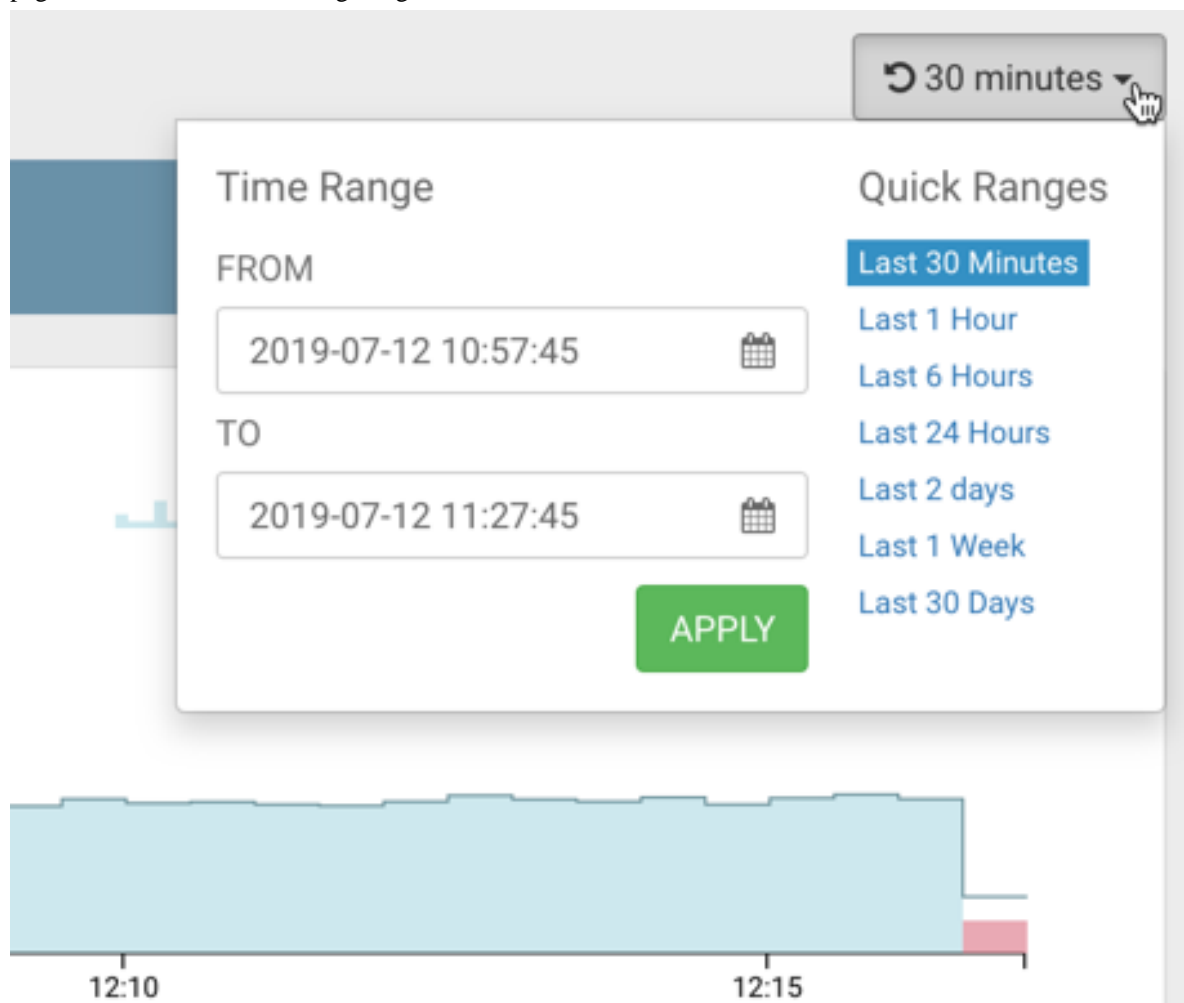 30 minutes
Time Range
FROM
2019-07-12 10:57:45
TO
2019-07-12 11:27:45
APPLY
Quick Ranges
Last 30 Minutes
Last 1 Hour
Last 6 Hours
Last 24 Hours
Last 2 days
Last 1 Week
Last 30 Days
12:10
12:15